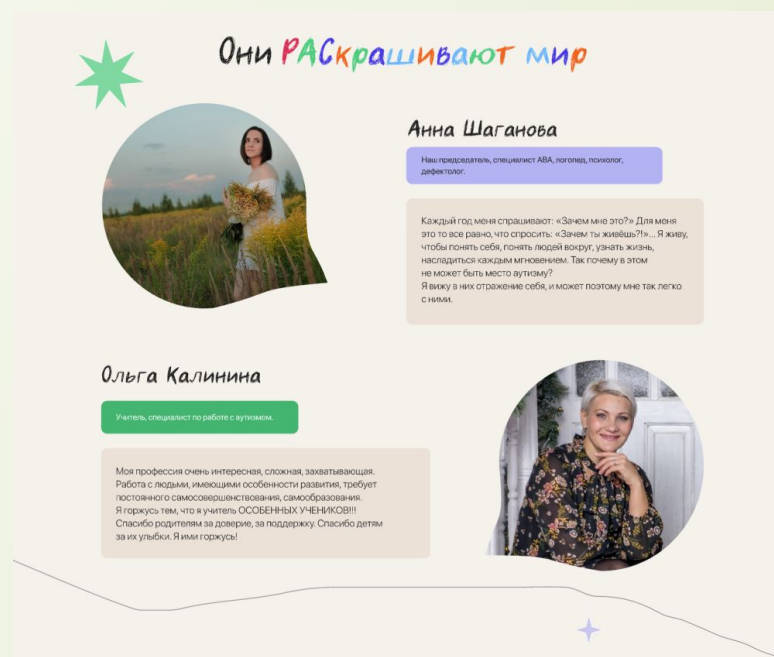 Они РАСкрашивают мир
Анна Шаганова
Наш председатель, специалист АВА, логопед, психолог,
дефектолог.
Каждый год меня спрашивают: «Зачем мне это?» Для меня
это то все равно, что спросить: «Зачем ты живёшь?!»... Я живу,
чтобы понять себя, понять людей вокруг, узнать жизнь,
насладиться каждым мгновением. Так почему в этом
не может быть место аутизму?
Я вижу в них отражение себя, и может поэтому мне так легко
с ними.
Ольга Калинина
Учитель, специалист по работе с аутизмом.
Моя профессия очень интересная, сложная, захватывающая.
Работа с людьми, имеющими особенности развития, требует
постоянного самосовершенствования, самообразования.
Я горжусь тем, что я учитель ОСОБЕННЫХ УЧЕНИКОВ!!!
Спасибо родителям за доверие, за поддержку. Спасибо детям
за их улыбки. Я ими горжусь!